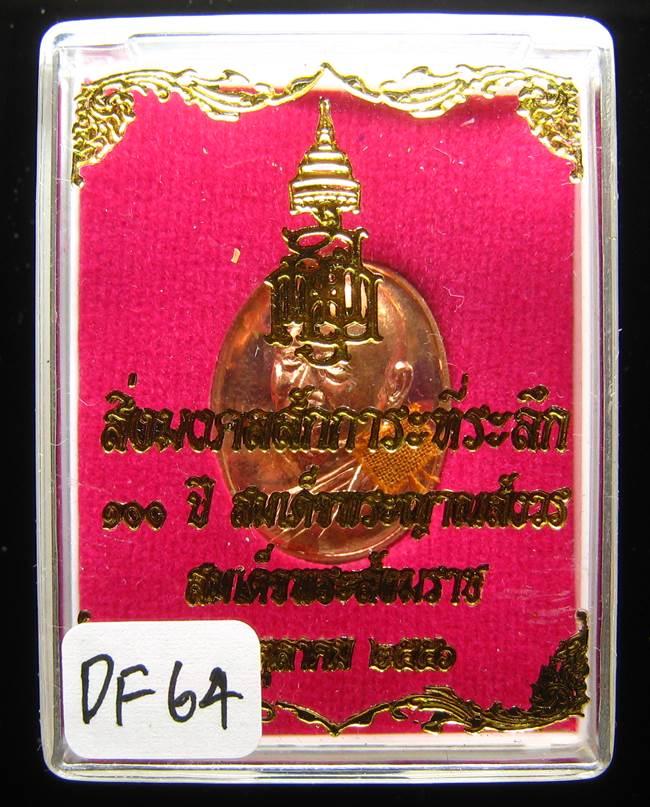 สิ่งมงคลสักการะที่ระลึก
๑๐๐ ปี สมเด็จพระญาณสังวร
สมเด็จพระสังฆราช
ตุลาคม ๒๕๕๖
DF64